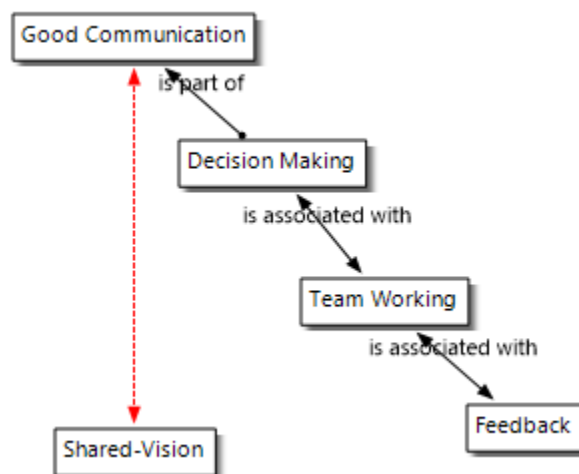 Good Communication
is part of
Decision Making
is associated with
Team Working
is associated with
Feedback
Shared-Vision